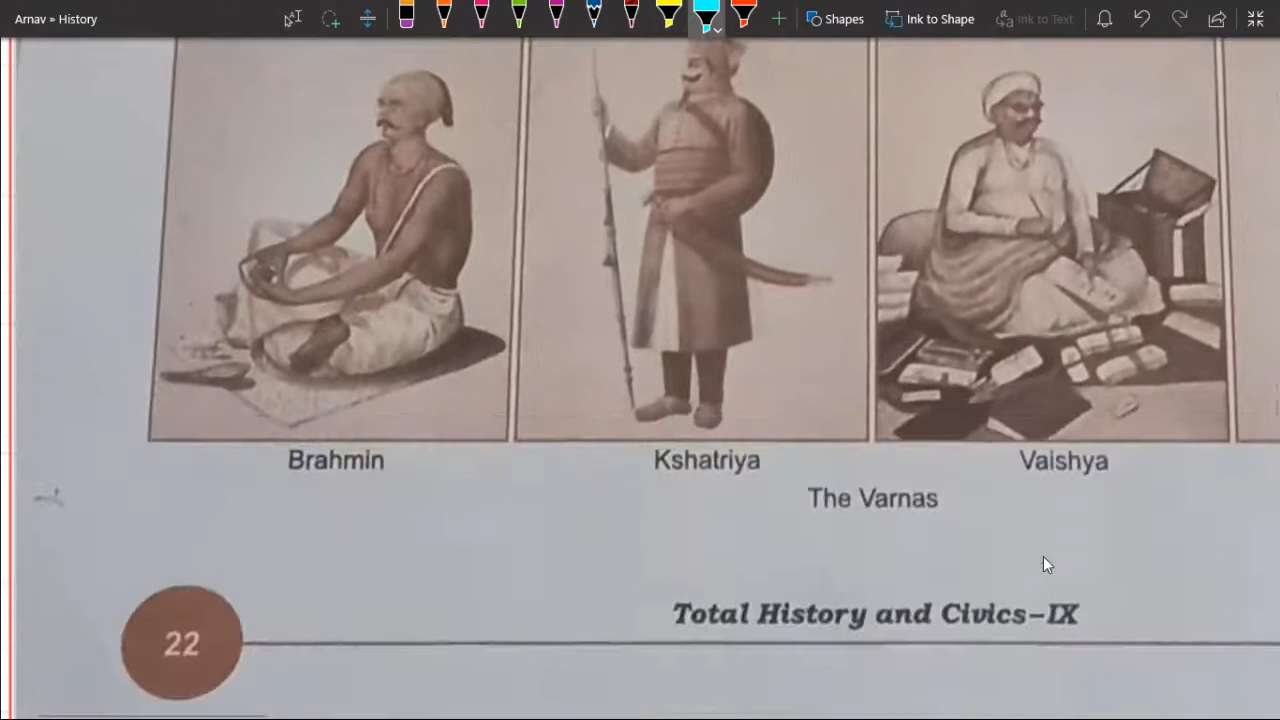 Arnav » History
Shapes
Ink to Shape
Ink to Text
Brahmin
Kshatriya
Vaishya
The Varnas
22
Total History and Civics–IX